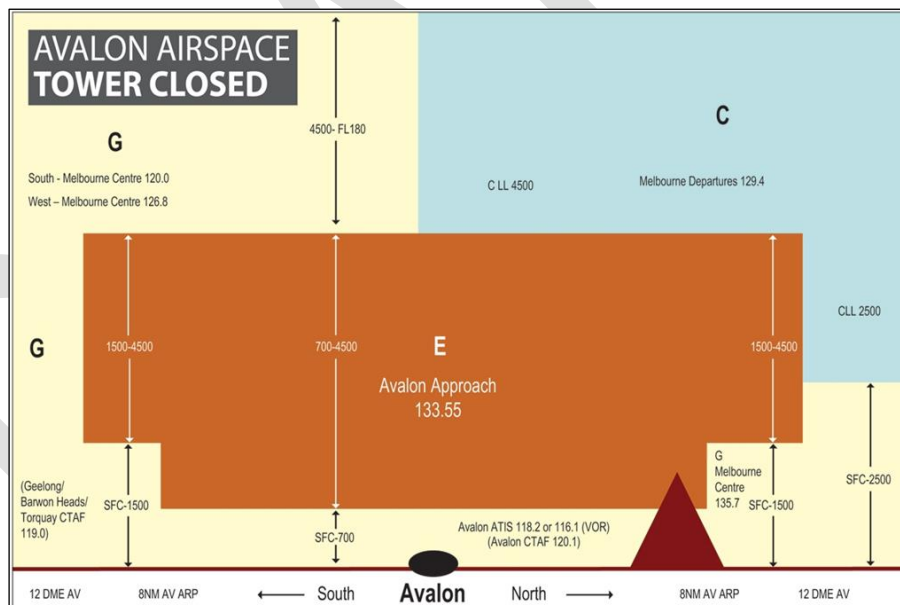 AVALON AIRSPACE
TOWER CLOSED
G
South - Melbourne Centre 120.0
West – Melbourne Centre 126.8
4500- FL180
C
C LL 4500
Melbourne Departures 129.4
G
1500-4500
700-4500
E
Avalon Approach
133.55
1500-4500
CLL 2500
(Geelong/
Barwon Heads/
Torquay CTAF
119.0)
SFC-1500
SFC-700
Avalon ATIS 118.2 or 116.1 (VOR)
(Avalon CTAF 120.1)
G
Melbourne
Centre
135.7
SFC-1500
SFC-2500
12 DME AV
8NM AV ARP
South
Avalon
North
8NM AV ARP
12 DME AV